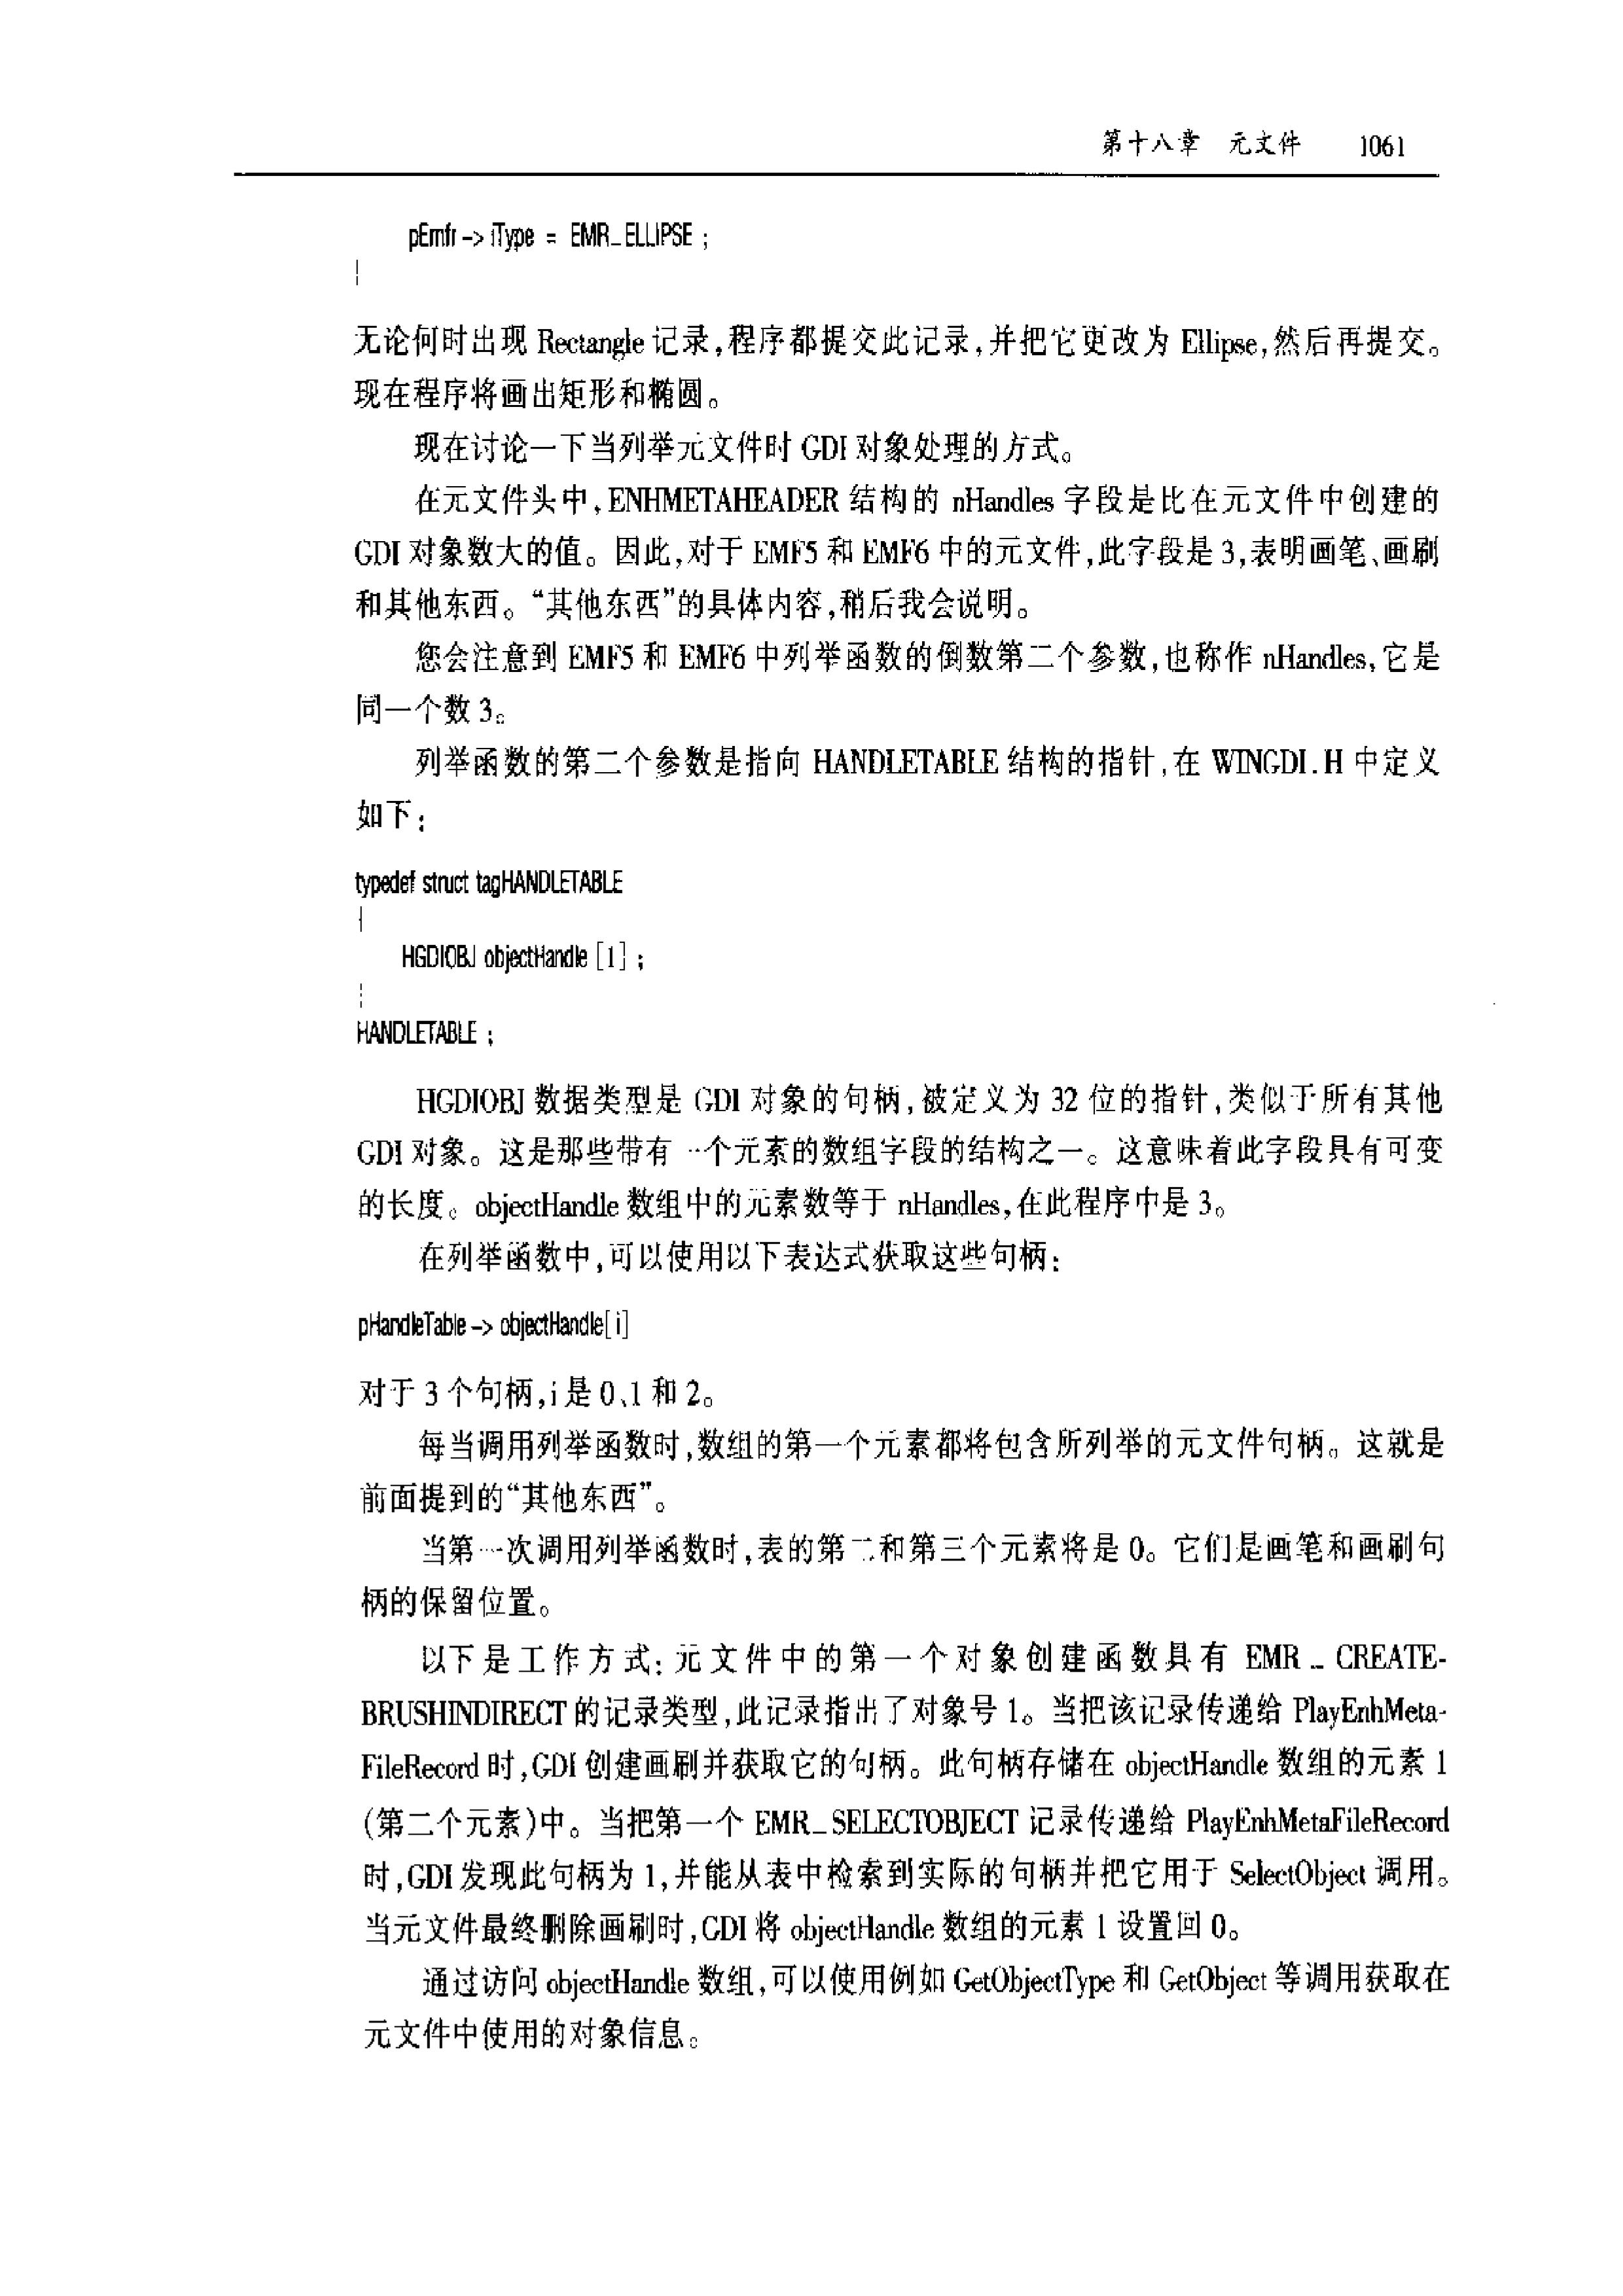 第十八章 元文件 1061
pEmfr -> iType = EMR_ELLIPSE ;
}
无论何时出现 Rectangle 记录,程序都提交此记录,并把它更改为 Ellipse,然后再提交。
现在程序将画出矩形和椭圆。
现在讨论一下当列举元文件时 GDI 对象处理的方式。
在元文件头中,ENHMETAHEADER 结构的 nHandles 字段是比在元文件中创建的
GDI 对象数大的值。因此,对于 EMF5 和 EMF6 中的元文件,此字段是 3,表明画笔、画刷
和其他东西。“其他东西”的具体内容,稍后我会说明。
您会注意到 EMF5 和 EMF6 中列举函数的倒数第二个参数,也称作 nHandles,它是
同一个数 3。
列举函数的第二个参数是指向 HANDLETABLE 结构的指针,在 WINGDI.H 中定义
如下:
typedef struct tagHANDLETABLE
{
HGDIOBJ objectHandle [1] ;
}
HANDLETABLE ;
HGDIOBJ 数据类型是 GDI 对象的句柄,被定义为 32 位的指针,类似于所有其他
GDI 对象。这是那些带有一个元素的数组字段的结构之一。这意味着此字段具有可变
的长度。objectHandle 数组中的元素数等于 nHandles,在此程序中是 3。
在列举函数中,可以使用以下表达式获取这些句柄:
pHandleTable -> objectHandle[i]
对于 3 个句柄,i 是 0、1 和 2。
每当调用列举函数时,数组的第一个元素都将包含所列举的元文件句柄。这就是
前面提到的“其他东西”。
当第一次调用列举函数时,表的第二和第三个元素将是 0。它们是画笔和画刷句
柄的保留位置。
以下是工作方式:元文件中的第一个对象创建函数具有 EMR _ CREATE-
BRUSHINDIRECT 的记录类型,此记录指出了对象号 1。当把该记录传递给 PlayEnhMeta-
FileRecord 时,GDI 创建画刷并获取它的句柄。此句柄存储在 objectHandle 数组的元素 1
(第二个元素)中。当把第一个 EMR_SELECTOBJECT 记录传递给 PlayEnhMetaFileRecord
时,GDI 发现此句柄为 1,并能从表中检索到实际的句柄并把它用于 SelectObject 调用。
当元文件最终删除画刷时,GDI 将 objectHandle 数组的元素 1 设置回 0。
通过访问 objectHandle 数组,可以使用例如 GetObjectType 和 GetObject 等调用获取在
元文件中使用的对象信息。